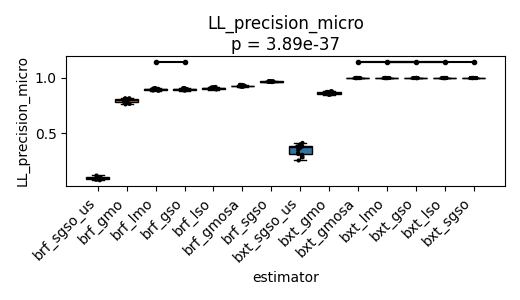 LL_precision_micro
p = 3.89e-37
LL_precision_micro
1.0
0.5
brf_sgso_us
brf_gmo
brf_lmo
brf_gso
brf_lso
brf_gmosa
brf_sgso
bxt_sgso_us
bxt_gmo
bxt_gmosa
bxt_lmo
bxt_gso
bxt_lso
bxt_sgso
estimator